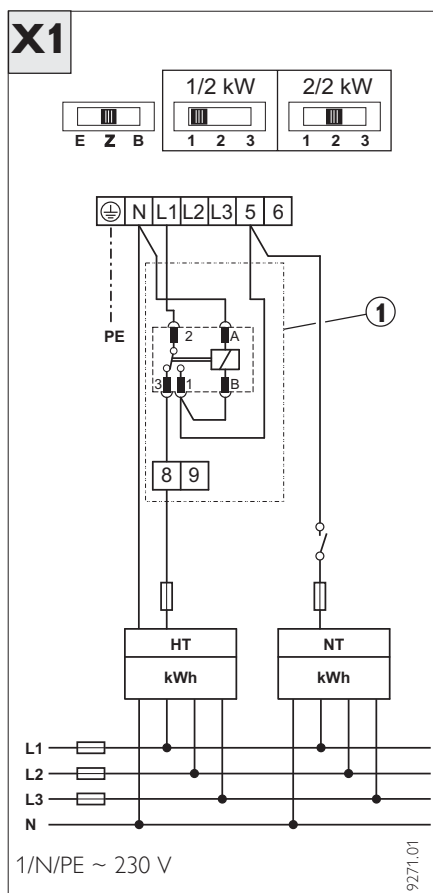 X1
1/2 kW 2/2 kW
E Z B 1 2 3 1 2 3
N L1 L2 L3 5 6
PE
1
2 A
3 1 B
8 9
HT NT
kWh kWh
L1
L2
L3
N
1/N/PE ~ 230 V
9271.01